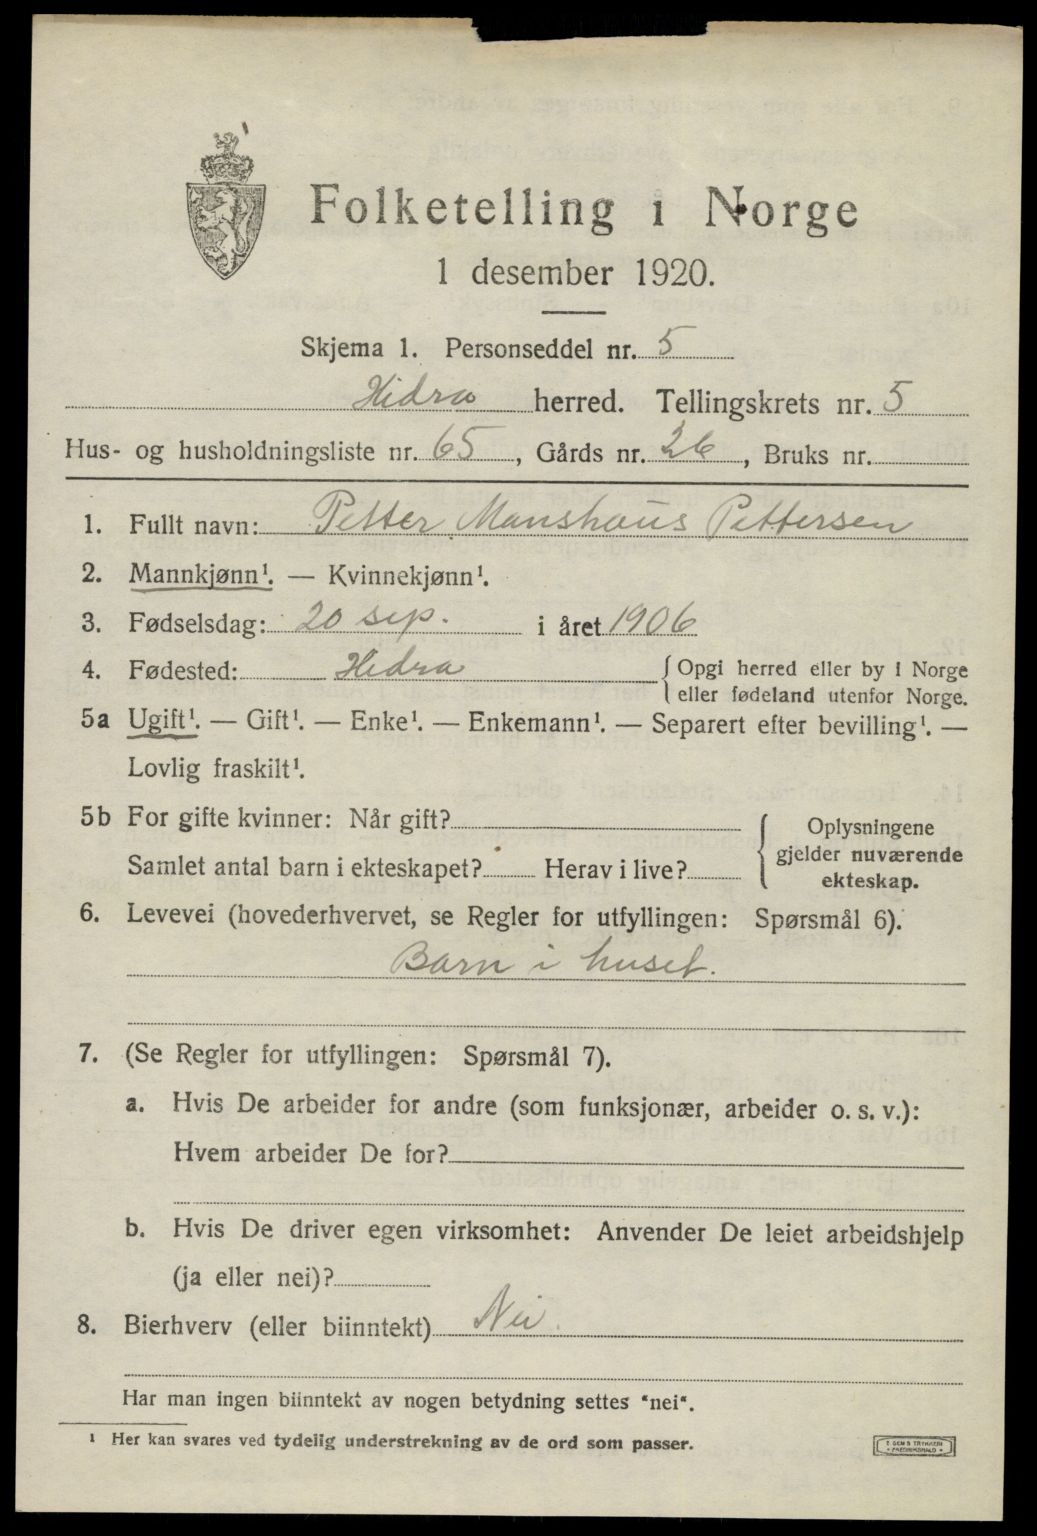 Folketelling i Norge
1 desember 1920.
Skjema 1. Personseddel nr. 5
Hidra herred. Tellingskrets nr. 5
Hus- og husholdningsliste nr. 65, Gårds nr. 26, Bruks nr.
1. Fullt navn: Petter Manshaus Pettersen
2. Mannkjønn¹. — Kvinnekjønn¹.
3. Fødselsdag: 20 sep. i året 1906
4. Fødested: Hidra { Opgi herred eller by i Norge
eller fødeland utenfor Norge.
5a Ugift¹. — Gift¹. — Enke¹. — Enkemann¹. — Separert efter bevilling¹. —
Lovlig fraskilt¹.
5b For gifte kvinner: Når gift? { Oplysningene
gjelder nuværende
Samlet antal barn i ekteskapet? Herav i live? ekteskap.
6. Levevei (hovederhvervet, se Regler for utfyllingen: Spørsmål 6).
Barn i huset.
7. (Se Regler for utfyllingen: Spørsmål 7).
a. Hvis De arbeider for andre (som funksjonær, arbeider o. s. v.):
Hvem arbeider De for?
b. Hvis De driver egen virksomhet: Anvender De leiet arbeidshjelp
(ja eller nei)?
8. Bierhverv (eller biinntekt) Nei.
Har man ingen biinntekt av nogen betydning settes "nei".
¹ Her kan svares ved tydelig understrekning av de ord som passer.